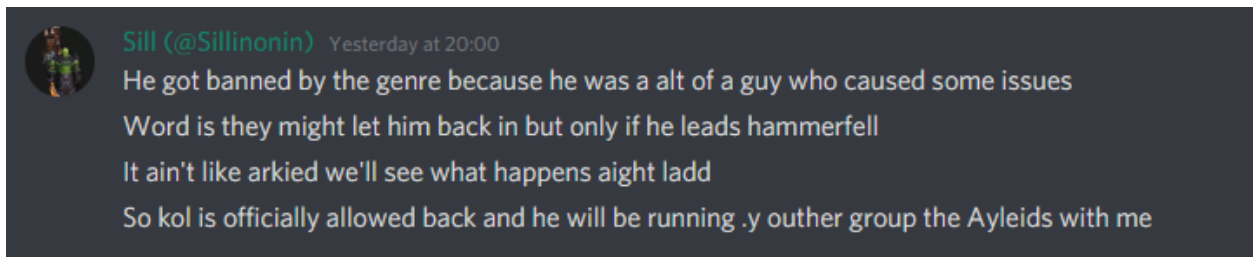 Sill (@Sillinonin) Yesterday at 20:00
He got banned by the genre because he was a alt of a guy who caused some issues
Word is they might let him back in but only if he leads hammerfell
It ain't like arkied we'll see what happens aight ladd
So kol is officially allowed back and he will be running .y outher group the Ayleids with me